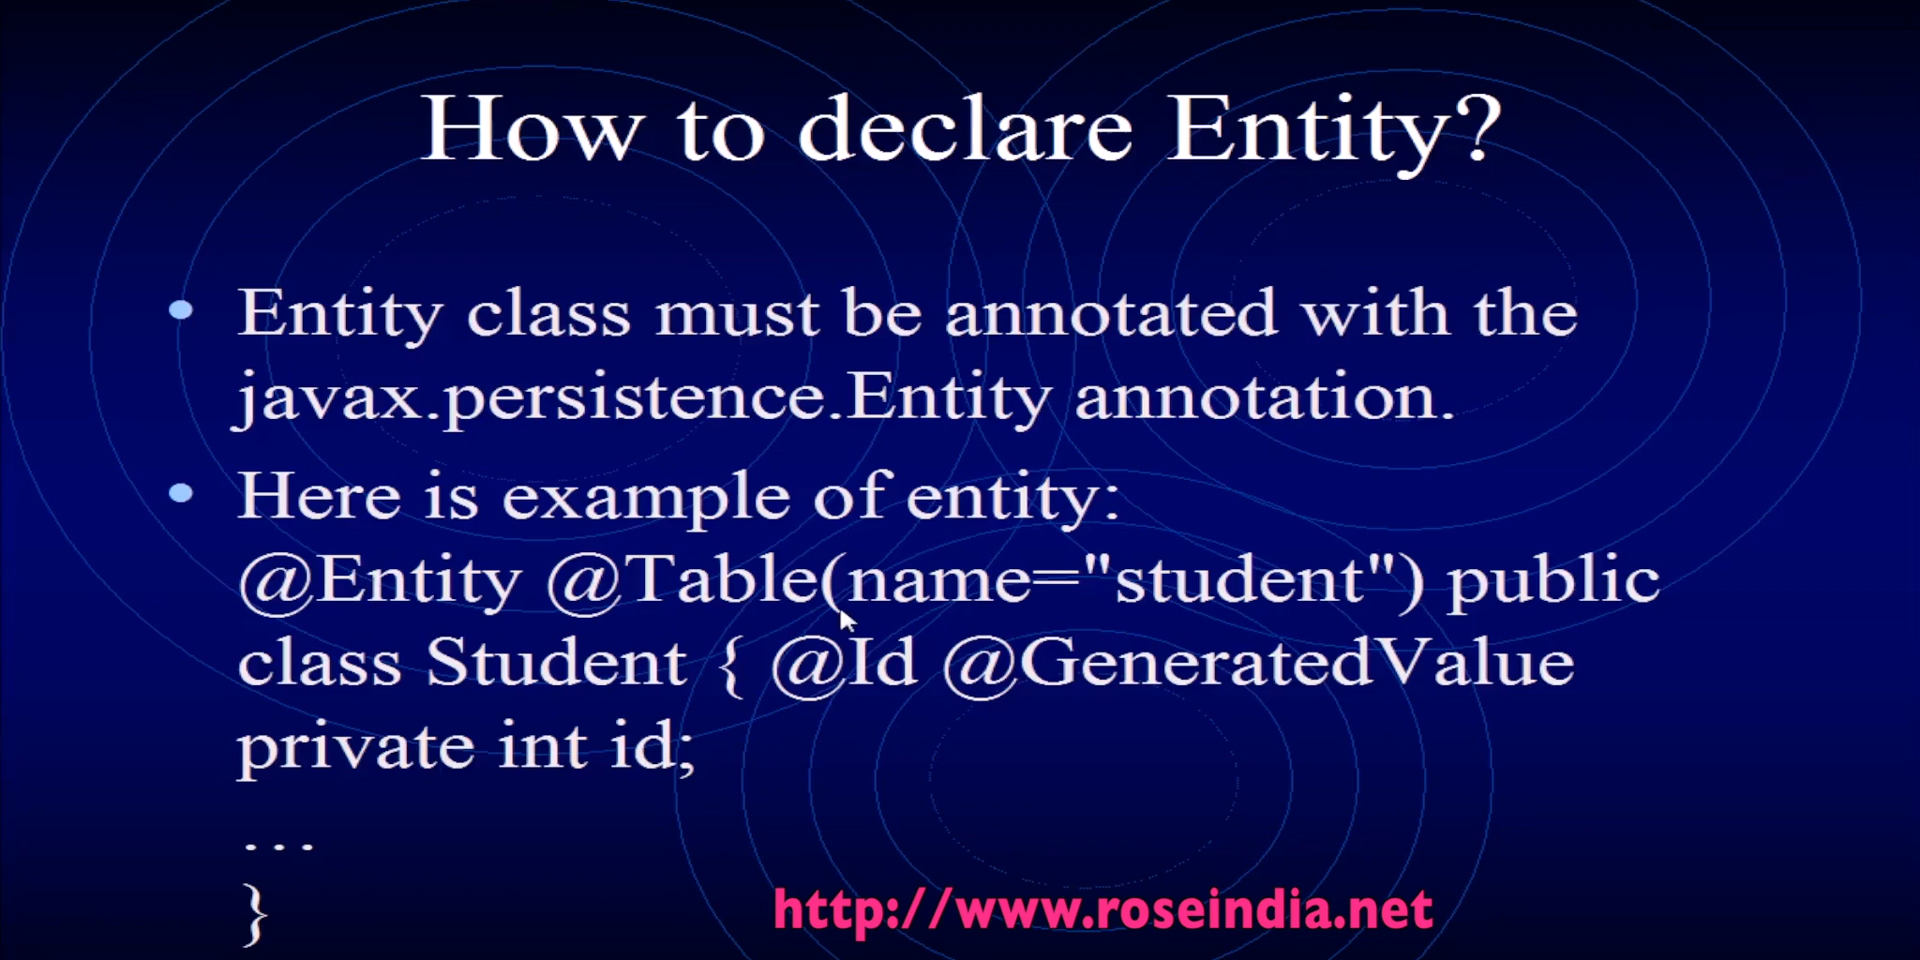 How to declare Entity?
• Entity class must be annotated with the
javax.persistence.Entity annotation.
• Here is example of entity:
@Entity @Table(name="student") public
class Student { @Id @GeneratedValue
private int id;
…
}
http://www.roseindia.net